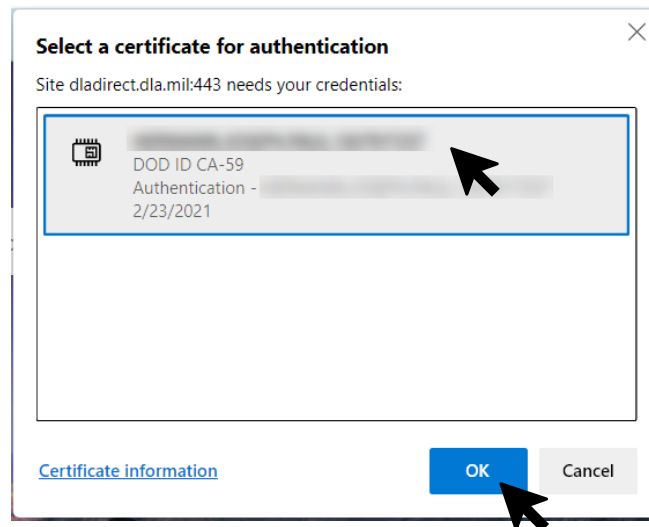 Select a certificate for authentication
Site dladirect.dla.mil:443 needs your credentials:
DOD ID CA-59
Authentication -
2/23/2021
Certificate information
OK
Cancel